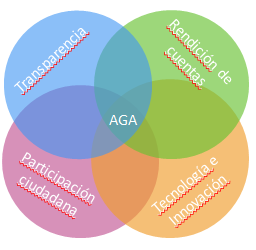 Transparencia
Rendición de
cuentas
AGA
Participación
ciudadana
Tecnología e
Innovación